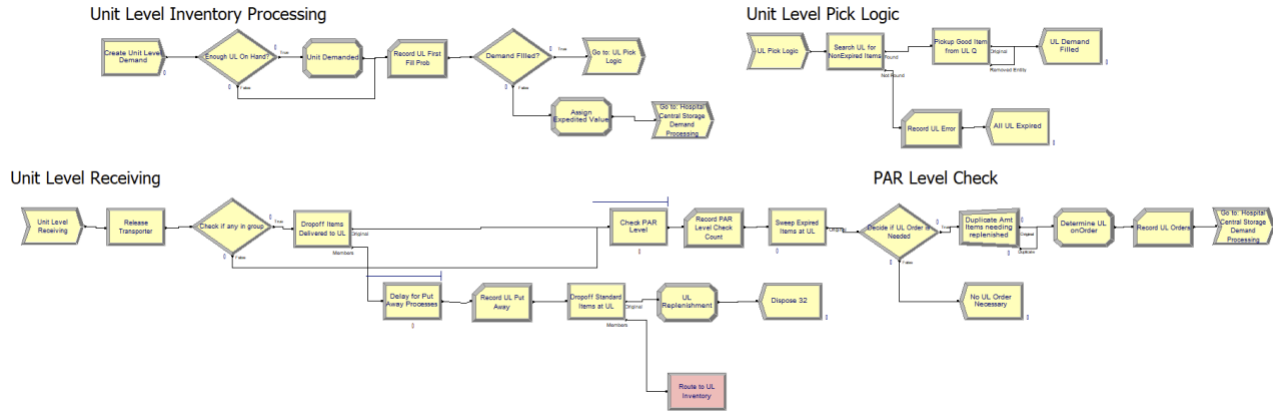 Unit Level Inventory Processing
Unit Level Pick Logic
Create Unit Level
Demand
Enough UL On Hand?
True
False
Unit Demanded
Record UL First
Fill Prob
Demand Filled?
True
False
Go to: UL Pick
Logic
Assign
Expedited Value
Go to: Hospital
Central Storage
Demand
Processing
UL Pick Logic
Search UL for
NonExpired Items
Found
Not Found
Pickup Good Item
from UL Q
Original
Removed Entity
UL Demand
Filled
Record UL Error
All UL Expired
Unit Level Receiving
PAR Level Check
Unit Level
Receiving
Release
Transporter
Check if any in group
True
False
Dropoff Items
Delivered to UL
Original
Members
Check PAR
Level
Record PAR
Level Check
Count
Sweep Expired
Items at UL
Original
Decide if UL Order is
Needed
True
False
Duplicate Amt
Items needing
replenished
Original
Duplicate
Determine UL
onOrder
Record UL Orders
Go to: Hospital
Central Storage
Demand
Processing
Delay for Put
Away Processes
Record UL Put
Away
Dropoff Standard
Items at UL
Original
Members
UL
Replenishment
Dispose 32
No UL Order
Necessary
Route to UL
Inventory